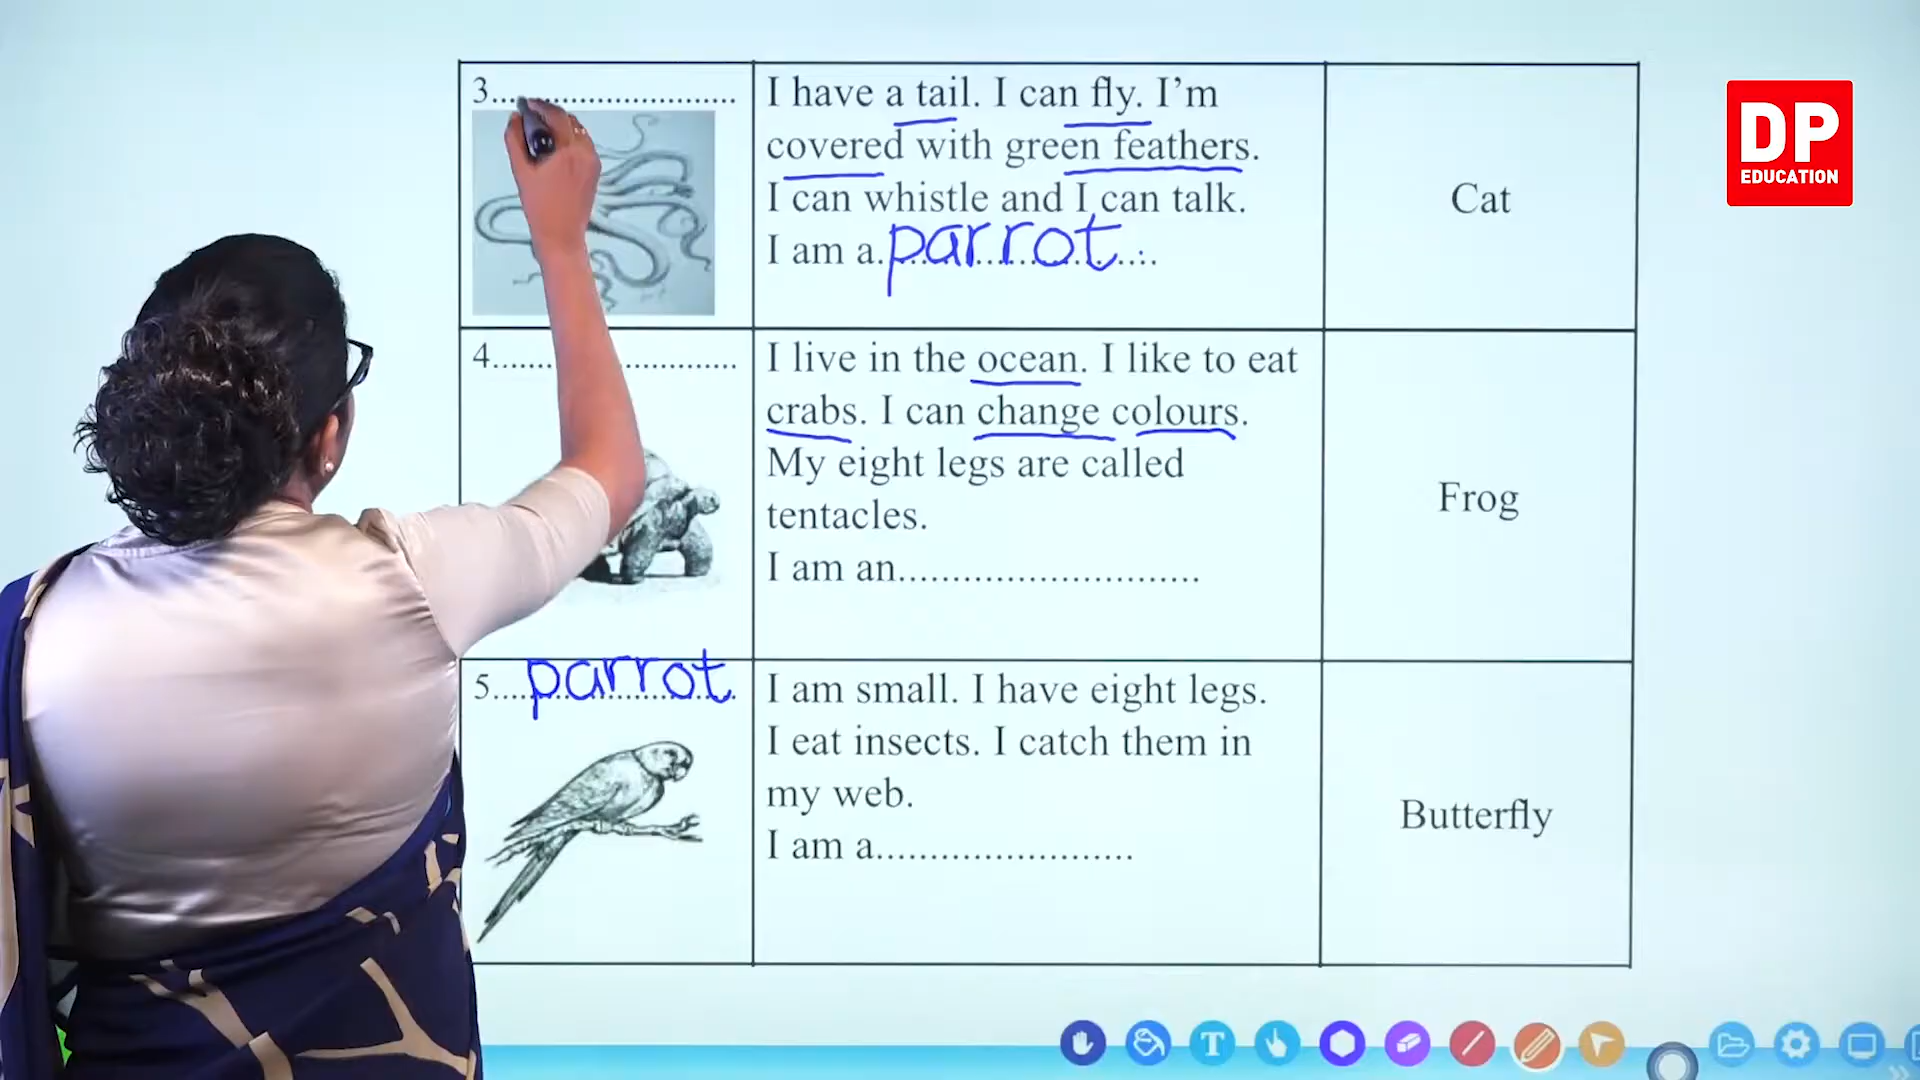 3..............................
I have a tail. I can fly. I'm
covered with green feathers.
I can whistle and I can talk.
I am a. parrot
Cat
4..............................
I live in the ocean. I like to eat
crabs. I can change colours.
My eight legs are called
tentacles.
I am an..............................
Frog
5.... parrot
I am small. I have eight legs.
I eat insects. I catch them in
my web.
I am a..............................
Butterfly
DP
EDUCATION
T